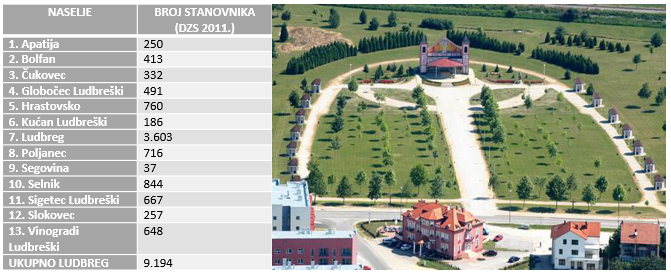 NASELJE BROJ STANOVNIKA
(DZS 2011.)
1. Apatija 250
2. Bolfan 413
3. Čukovec 332
4. Globočec Ludbreški 491
5. Hrastovsko 760
6. Kućan Ludbreški 186
7. Ludbreg 3.603
8. Poljanec 716
9. Segovina 37
10. Selnik 844
11. Sigetec Ludbreški 667
12. Slokovec 257
13. Vinogradi 648
Ludbreški
UKUPNO LUDBREG 9.194